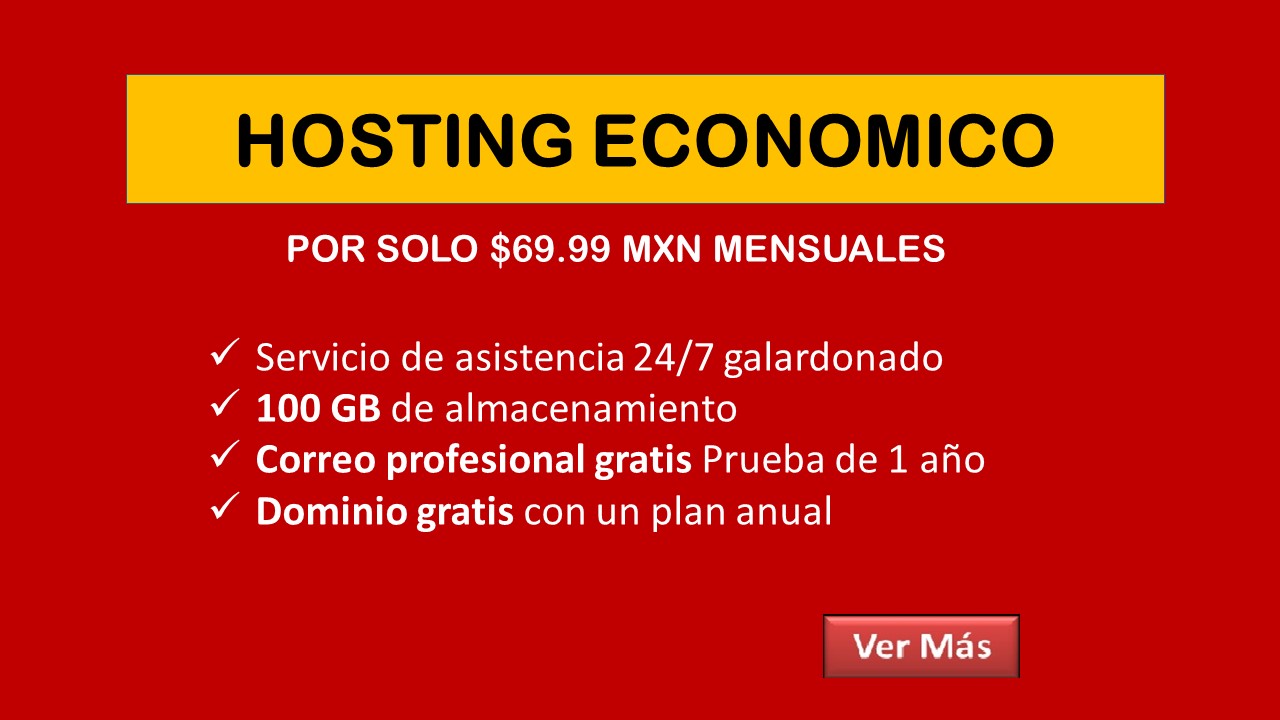 HOSTING ECONOMICO
POR SOLO $69.99 MXN MENSUALES
✓ Servicio de asistencia 24/7 galardonado
✓ 100 GB de almacenamiento
✓ Correo profesional gratis Prueba de 1 año
✓ Dominio gratis con un plan anual
Ver Más